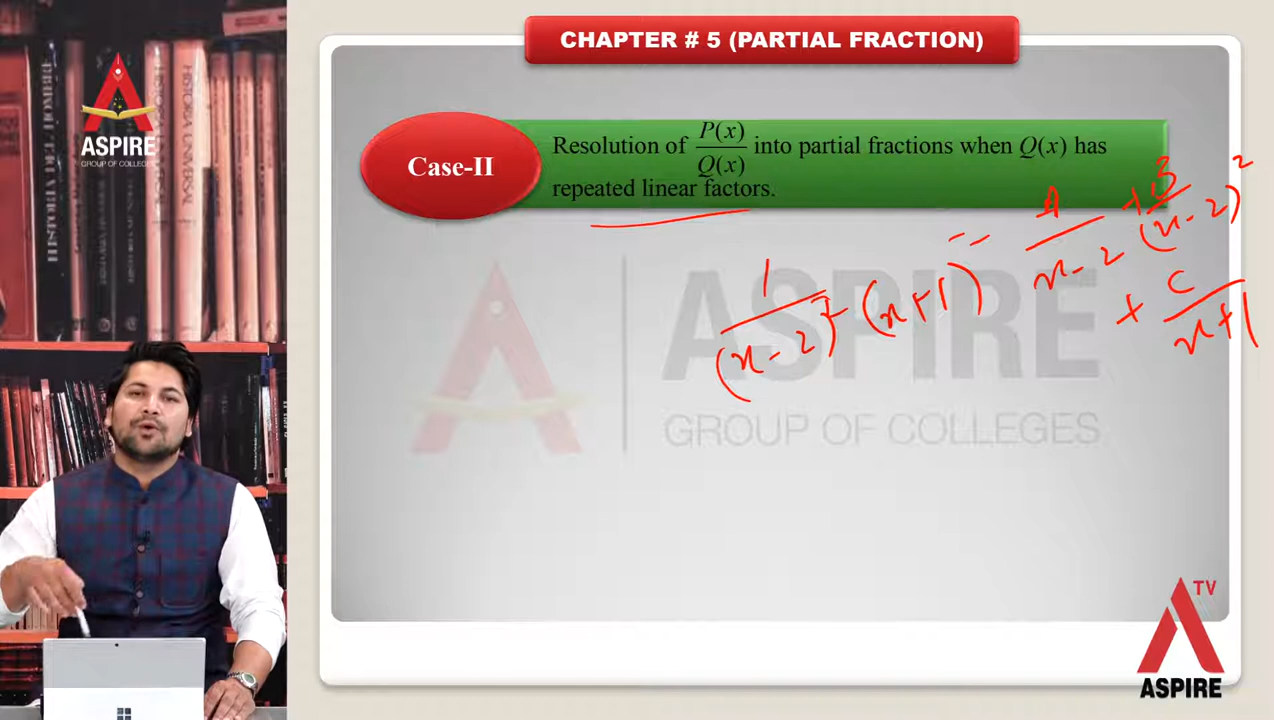 CHAPTER # 5 (PARTIAL FRACTION)
ASPIRE
GROUP OF COLLEGES
Case-II
Resolution of P(x)/Q(x) into partial fractions when Q(x) has
repeated linear factors.
1/((x-2)²(x+1)) = A/(x-2) + B/(x-2)²
+ C/(x+1)
ASPIRE
GROUP OF COLLEGES
TV
ASPIRE